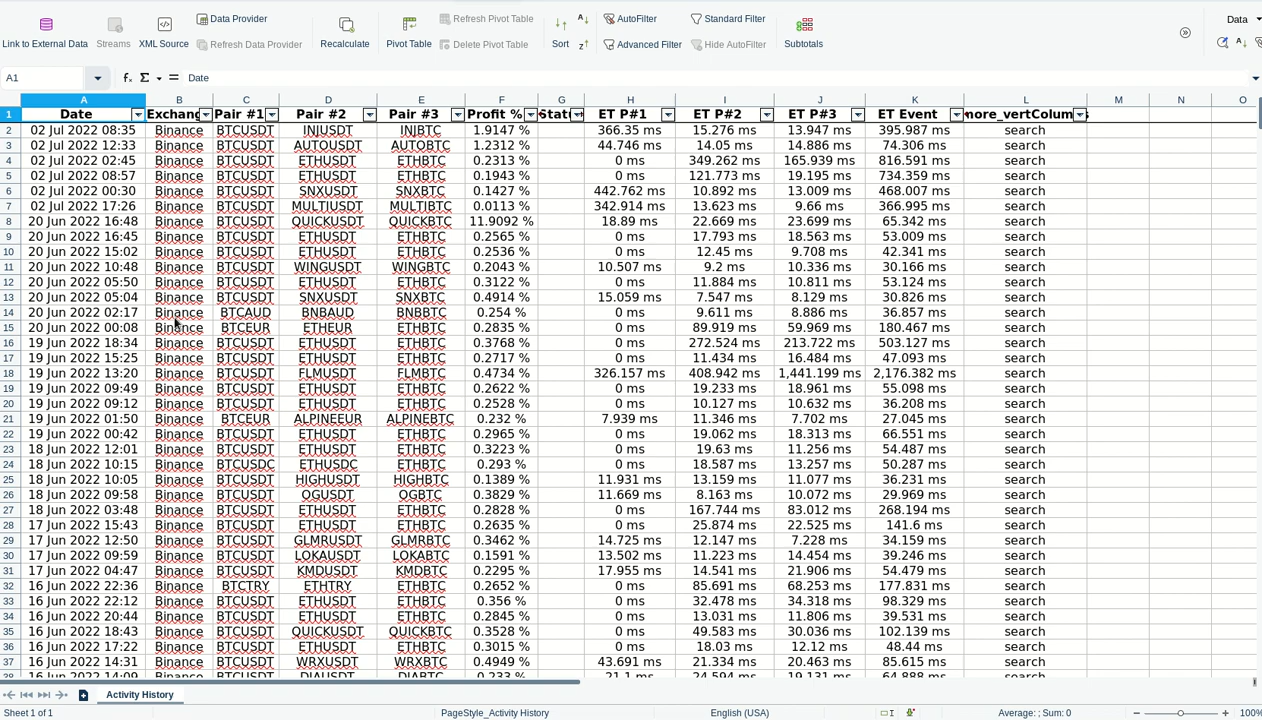 Link to External Data Streams XML Source Data Provider Refresh Data Provider Recalculate Pivot Table Refresh Pivot Table Delete Pivot Table Sort AutoFilter Advanced Filter Standard Filter Hide AutoFilter Subtotals Data
A1 Date
A B C D E F G H I J K L M N O
1 Date Pair #1 Pair #2 Pair #3 Profit % ET P#1 ET P#2 ET P#3 ET Event
2 02 Jul 2022 08:35 Binance BTCUSDT INJUSDT INJBTC 1.9147 % 366.35 ms 15.276 ms 13.947 ms 395.987 ms search
3 02 Jul 2022 12:33 Binance BTCUSDT AUTOUSDT AUTOBTC 1.2312 % 44.746 ms 14.05 ms 14.886 ms 74.306 ms search
4 02 Jul 2022 02:45 Binance BTCUSDT ETHUSDT ETHBTC 0.2313 % 0 ms 349.262 ms 165.939 ms 816.591 ms search
5 02 Jul 2022 08:57 Binance BTCUSDT ETHUSDT ETHBTC 0.1943 % 0 ms 121.773 ms 19.195 ms 734.359 ms search
6 02 Jul 2022 00:30 Binance BTCUSDT SNXUSDT SNXBTC 0.1427 % 442.762 ms 10.892 ms 13.009 ms 468.007 ms search
7 02 Jul 2022 17:26 Binance BTCUSDT MULTIUSDT MULTIBTC 0.0113 % 342.914 ms 13.623 ms 9.66 ms 366.995 ms search
8 20 Jun 2022 16:48 Binance BTCUSDT QUICKUSDT QUICKBTC 11.9092 % 18.89 ms 22.669 ms 23.699 ms 65.342 ms search
9 20 Jun 2022 16:45 Binance BTCUSDT ETHUSDT ETHBTC 0.2565 % 0 ms 17.793 ms 18.563 ms 53.009 ms search
10 20 Jun 2022 15:02 Binance BTCUSDT ETHUSDT ETHBTC 0.2536 % 0 ms 12.45 ms 9.708 ms 42.341 ms search
11 20 Jun 2022 10:48 Binance BTCUSDT WINGUSDT WINGBTC 0.2043 % 10.507 ms 9.2 ms 10.336 ms 30.166 ms search
12 20 Jun 2022 05:50 Binance BTCUSDT ETHUSDT ETHBTC 0.3122 % 0 ms 11.884 ms 10.811 ms 53.124 ms search
13 20 Jun 2022 05:04 Binance BTCUSDT SNXUSDT SNXBTC 0.4914 % 15.059 ms 7.547 ms 8.129 ms 30.826 ms search
14 20 Jun 2022 02:17 Binance BTCAUD BNBAUD BNBBTC 0.254 % 0 ms 9.611 ms 8.886 ms 36.857 ms search
15 20 Jun 2022 00:08 Binance BTCEUR ETHEUR ETHBTC 0.2835 % 0 ms 89.919 ms 59.969 ms 180.467 ms search
16 19 Jun 2022 18:34 Binance BTCUSDT ETHUSDT ETHBTC 0.3768 % 0 ms 272.524 ms 213.722 ms 503.127 ms search
17 19 Jun 2022 15:25 Binance BTCUSDT ETHUSDT ETHBTC 0.2717 % 0 ms 11.434 ms 16.484 ms 47.093 ms search
18 19 Jun 2022 13:20 Binance BTCUSDT FLMUSDT FLMBTC 0.4734 % 326.157 ms 408.942 ms 1,441.199 ms 2,176.382 ms search
19 19 Jun 2022 09:49 Binance BTCUSDT ETHUSDT ETHBTC 0.2622 % 0 ms 19.233 ms 18.961 ms 55.098 ms search
20 19 Jun 2022 09:12 Binance BTCUSDT ETHUSDT ETHBTC 0.2528 % 0 ms 10.127 ms 10.632 ms 36.208 ms search
21 19 Jun 2022 01:50 Binance BTCEUR ALPINEEUR ALPINEBTC 0.232 % 7.939 ms 11.346 ms 7.702 ms 27.045 ms search
22 19 Jun 2022 00:42 Binance BTCUSDT ETHUSDT ETHBTC 0.2965 % 0 ms 19.062 ms 18.313 ms 66.551 ms search
23 18 Jun 2022 12:01 Binance BTCUSDT ETHUSDT ETHBTC 0.3223 % 0 ms 19.63 ms 11.256 ms 54.487 ms search
24 18 Jun 2022 10:15 Binance BTCUSDC ETHUSDC ETHBTC 0.293 % 0 ms 18.587 ms 13.257 ms 50.287 ms search
25 18 Jun 2022 10:05 Binance BTCUSDT HIGHUSDT HIGHBTC 0.1389 % 11.931 ms 13.159 ms 11.077 ms 36.231 ms search
26 18 Jun 2022 09:58 Binance BTCUSDT OGUSDT OGBTC 0.3829 % 11.669 ms 8.163 ms 10.072 ms 29.969 ms search
27 18 Jun 2022 03:48 Binance BTCUSDT ETHUSDT ETHBTC 0.2828 % 0 ms 167.744 ms 83.012 ms 268.194 ms search
28 17 Jun 2022 15:43 Binance BTCUSDT ETHUSDT ETHBTC 0.2635 % 0 ms 25.874 ms 22.525 ms 141.6 ms search
29 17 Jun 2022 12:50 Binance BTCUSDT GLMRUSDT GLMRBTC 0.3462 % 14.725 ms 12.147 ms 7.228 ms 34.159 ms search
30 17 Jun 2022 09:59 Binance BTCUSDT LOKAUSDT LOKABTC 0.1591 % 13.502 ms 11.223 ms 14.454 ms 39.246 ms search
31 17 Jun 2022 04:47 Binance BTCUSDT KMDUSDT KMDBTC 0.2295 % 17.955 ms 14.541 ms 21.906 ms 54.479 ms search
32 16 Jun 2022 22:36 Binance BTCTRY ETHTRY ETHBTC 0.2652 % 0 ms 85.691 ms 68.253 ms 177.831 ms search
33 16 Jun 2022 22:12 Binance BTCUSDT ETHUSDT ETHBTC 0.356 % 0 ms 32.478 ms 34.318 ms 98.329 ms search
34 16 Jun 2022 20:44 Binance BTCUSDT ETHUSDT ETHBTC 0.2845 % 0 ms 13.031 ms 11.806 ms 39.531 ms search
35 16 Jun 2022 18:43 Binance BTCUSDT QUICKUSDT QUICKBTC 0.3528 % 0 ms 49.583 ms 30.036 ms 102.139 ms search
36 16 Jun 2022 17:22 Binance BTCUSDT ETHUSDT ETHBTC 0.3015 % 0 ms 18.03 ms 12.12 ms 48.44 ms search
37 16 Jun 2022 14:31 Binance BTCUSDT WRXUSDT WRXBTC 0.4949 % 43.691 ms 21.334 ms 20.463 ms 85.615 ms search
Activity History
Sheet 1 of 1 PageStyle_Activity History English (USA) Average: ; Sum: 0 100%